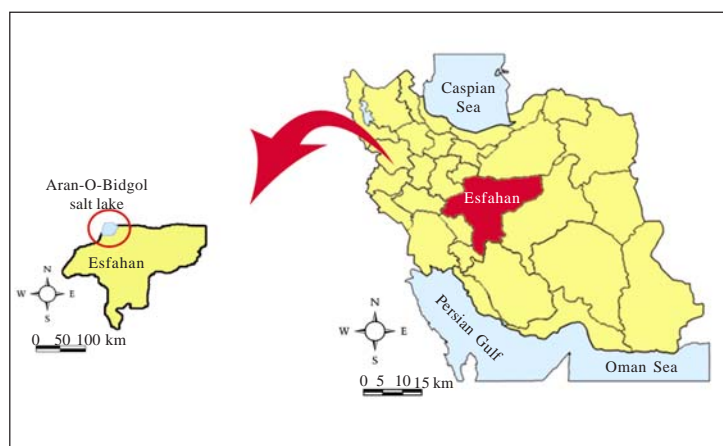 Aran-O-Bidgol
salt lake
Esfahan
N
W E
S
0 50 100 km
Caspian
Sea
Esfahan
Persian Gulf
N
W E
S
0 5 10 15 km
Oman Sea